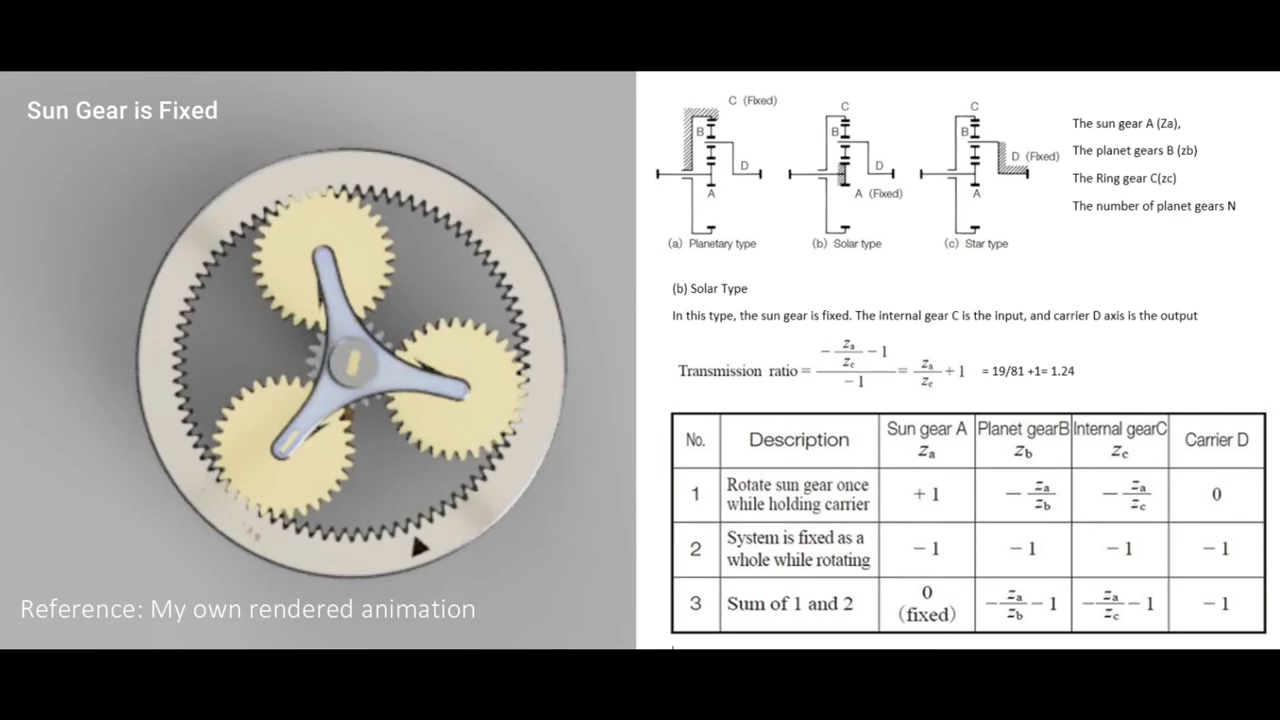 Sun Gear is Fixed
Reference: My own rendered animation
C (Fixed)
B
D
A
(a) Planetary type
C
B
D
A (Fixed)
(b) Solar type
C
B
D (Fixed)
A
(c) Star type
The sun gear A (Za),
The planet gears B (zb)
The Ring gear C(zc)
The number of planet gears N
(b) Solar Type
In this type, the sun gear is fixed. The internal gear C is the input, and carrier D axis is the output
Transmission ratio = (− za/zc − 1)/(− 1) = za/zc + 1 = 19/81 +1= 1.24
No. Description Sun gear A za Planet gearB zb Internal gearC zc Carrier D
1 Rotate sun gear once while holding carrier + 1 − za/zb − za/zc 0
2 System is fixed as a whole while rotating − 1 − 1 − 1 − 1
3 Sum of 1 and 2 0 (fixed) − za/zb − 1 − za/zc − 1 − 1